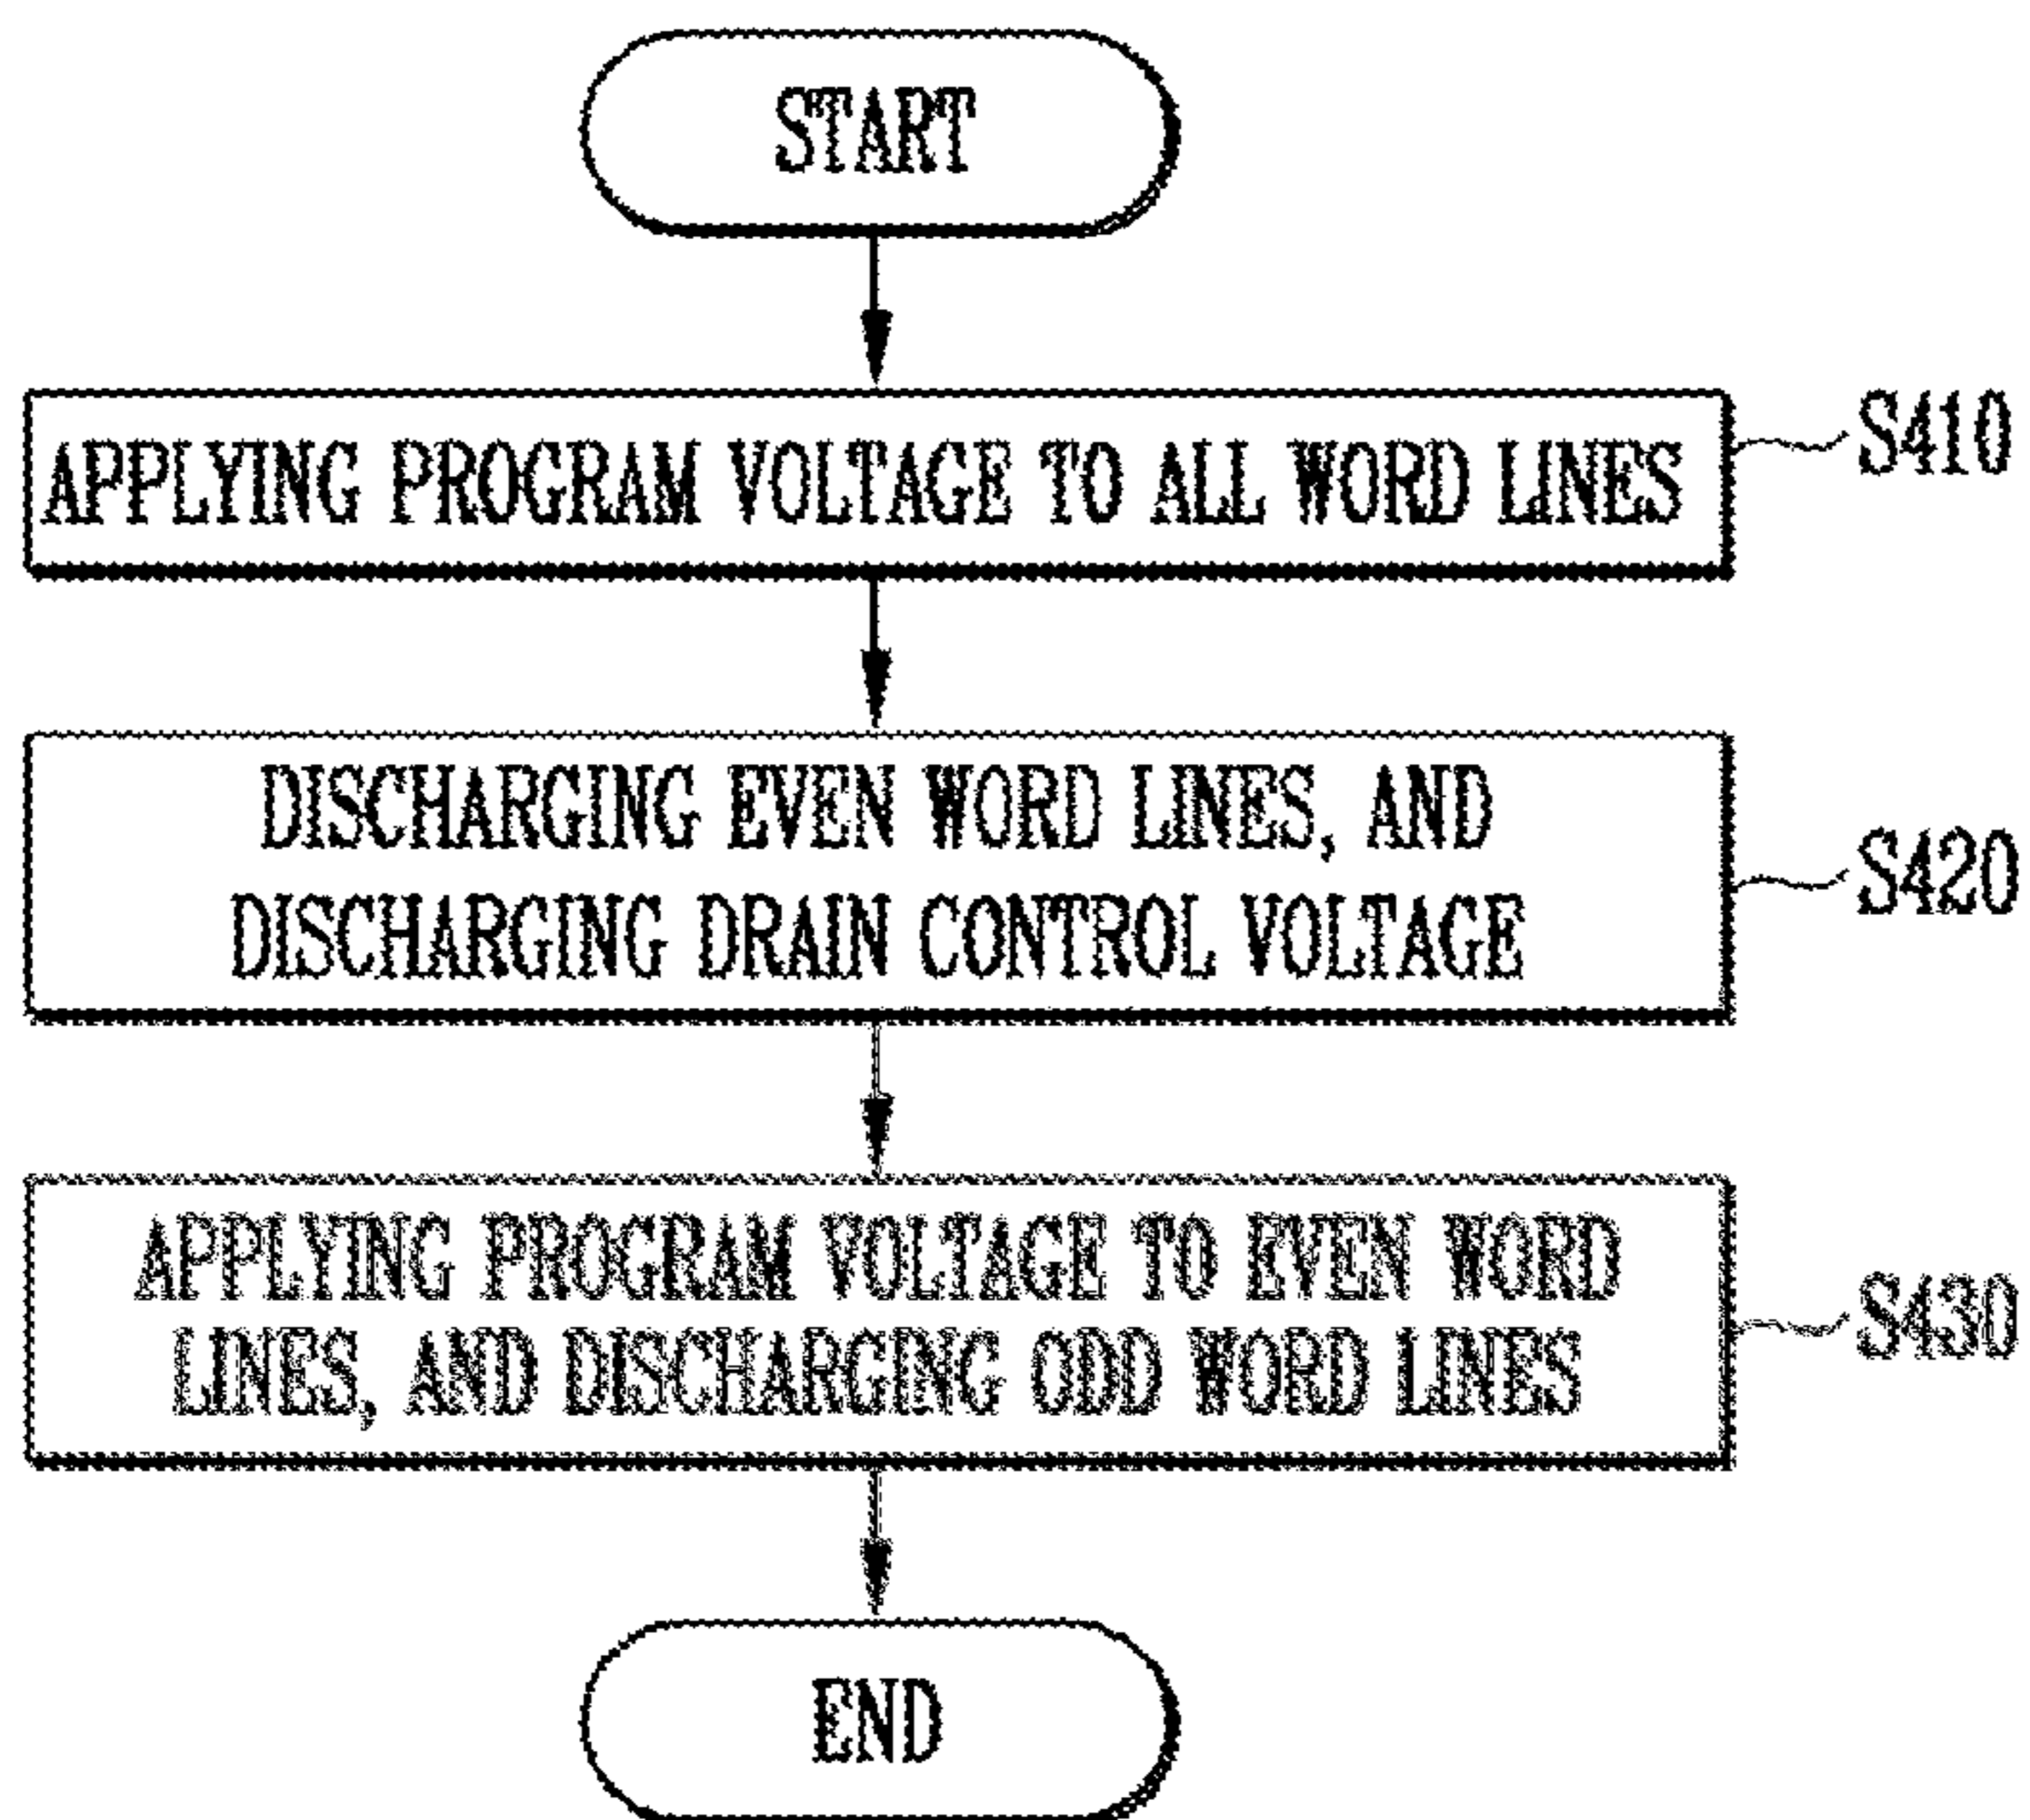 START
APPLYING PROGRAM VOLTAGE TO ALL WORD LINES
S410
DISCHARGING EVEN WORD LINES, AND
DISCHARGING DRAIN CONTROL VOLTAGE
S420
APPLYING PROGRAM VOLTAGE TO EVEN WORD
LINES, AND DISCHARGING ODD WORD LINES
S430
END